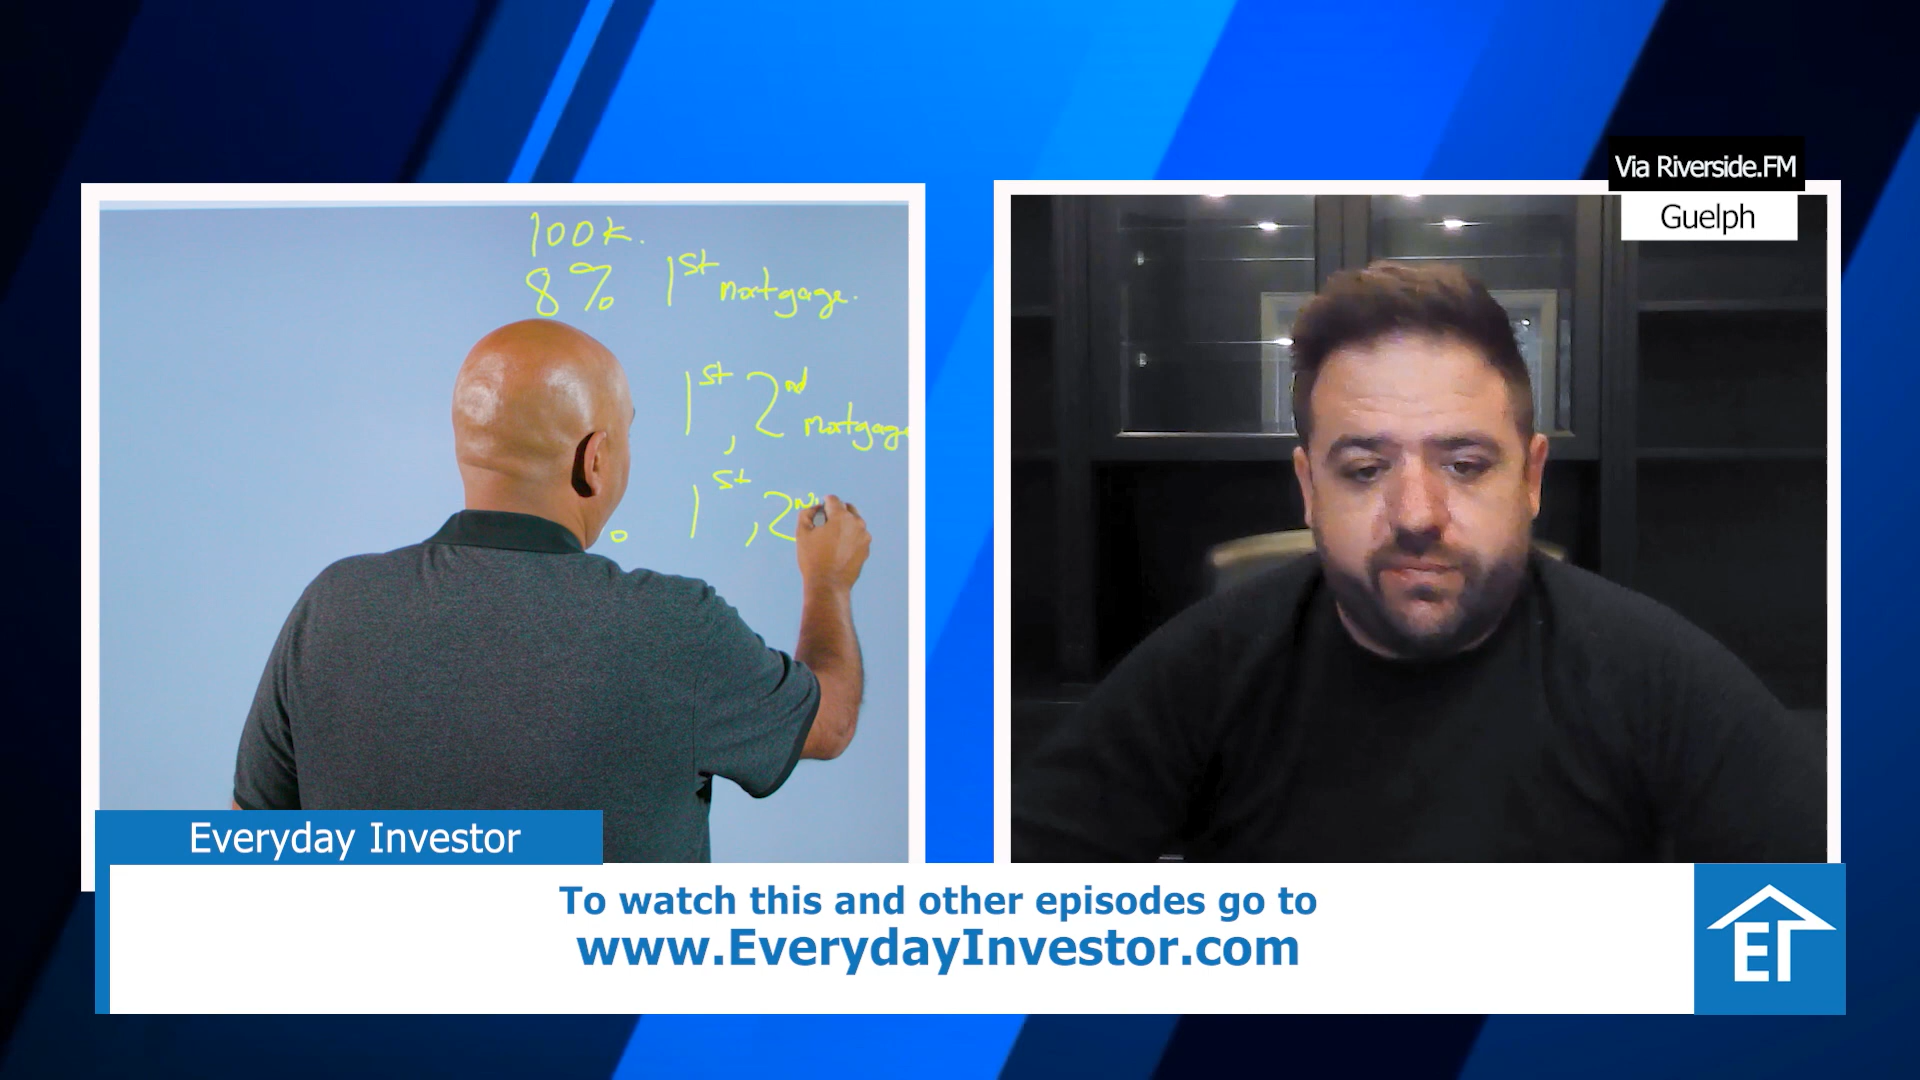 Via Riverside.FM
Guelph
100k.
8% 1st mortgage.
1st, 2nd mortgage
1st, 2
Everyday Investor
To watch this and other episodes go to
www.EverydayInvestor.com
EI